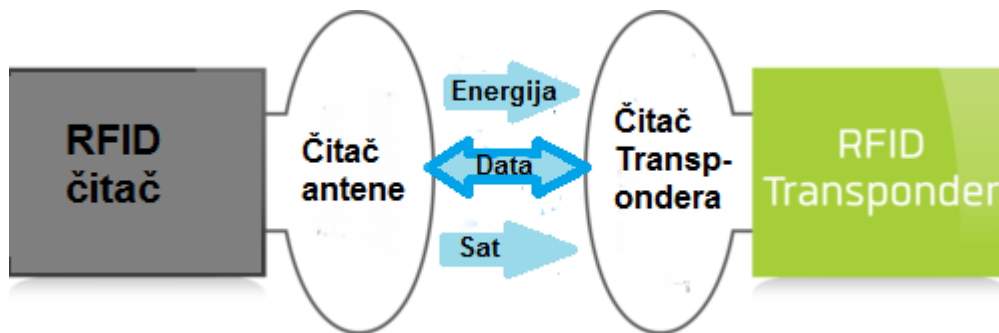 RFID
čitač
Čitač
antene
Energija
Data
Sat
Čitač
Transp-
ondera
RFID
Transponder